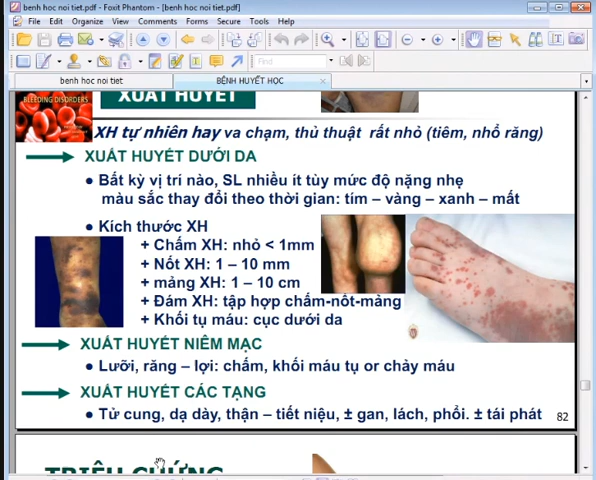 benh hoc noi tiet.pdf - Foxit Phantom - [benh hoc noi tiet.pdf]
File Edit Organize View Comments Forms Secure Tools Help
Find
benh hoc noi tiet BỆNH HUYẾT HỌC
BLEEDING DISORDERS
XUẤT HUYẾT
XH tự nhiên hay va chạm, thủ thuật rất nhỏ (tiêm, nhổ răng)
XUẤT HUYẾT DƯỚI DA
● Bất kỳ vị trí nào, SL nhiều ít tùy mức độ nặng nhẹ
màu sắc thay đổi theo thời gian: tím – vàng – xanh – mất
● Kích thước XH
+ Chấm XH: nhỏ < 1mm
+ Nốt XH: 1 – 10 mm
+ mảng XH: 1 – 10 cm
+ Đám XH: tập hợp chấm-nốt-mảng
+ Khối tụ máu: cục dưới da
XUẤT HUYẾT NIÊM MẠC
● Lưỡi, răng – lợi: chấm, khối máu tụ or chảy máu
XUẤT HUYẾT CÁC TẠNG
● Tử cung, dạ dày, thận – tiết niệu, ± gan, lách, phổi. ± tái phát
82
TRIỆU CHỨNG